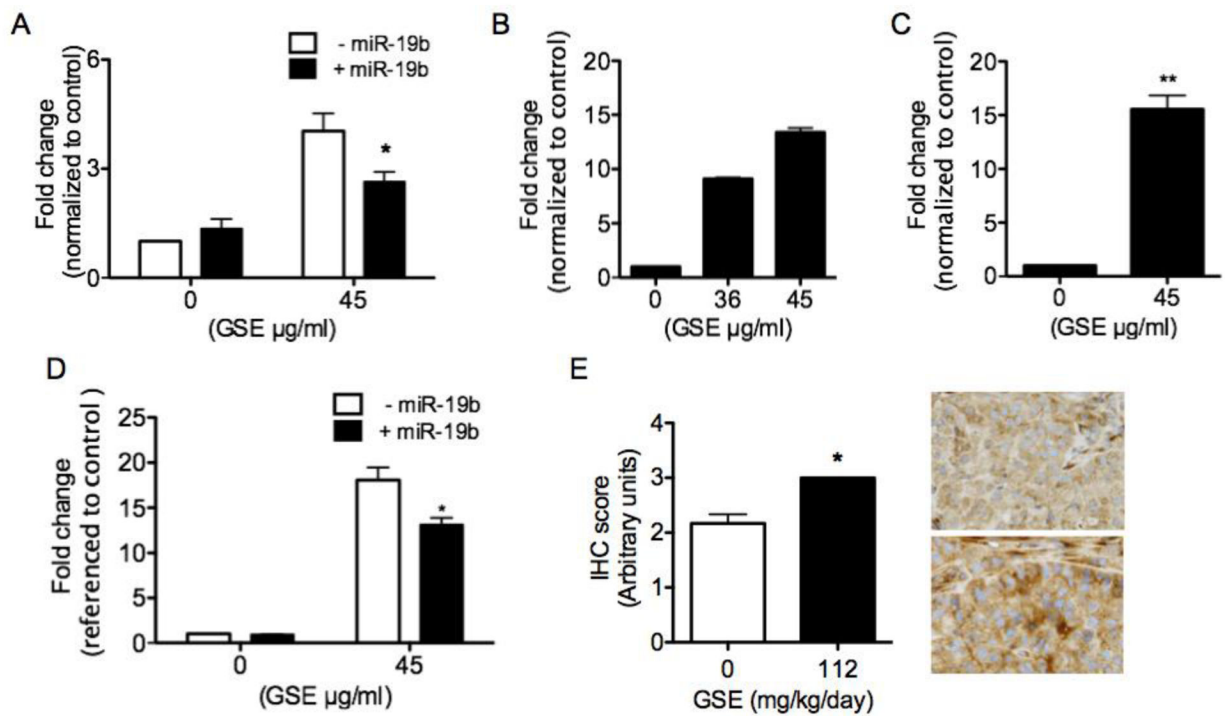 A
Fold change
(normalized to control)
6
3
0
- miR-19b
+ miR-19b
*
0
45
(GSE µg/ml)
B
Fold change
(normalized to control)
20
15
10
5
0
0
36
45
(GSE µg/ml)
C
Fold change
(normalized to control)
20
15
10
5
0
**
0
45
(GSE µg/ml)
D
Fold change
(referenced to control )
25
20
15
10
5
0
- miR-19b
+ miR-19b
*
0
45
(GSE µg/ml)
E
IHC score
(Arbitrary units)
4
3
2
1
0
*
0
112
GSE (mg/kg/day)